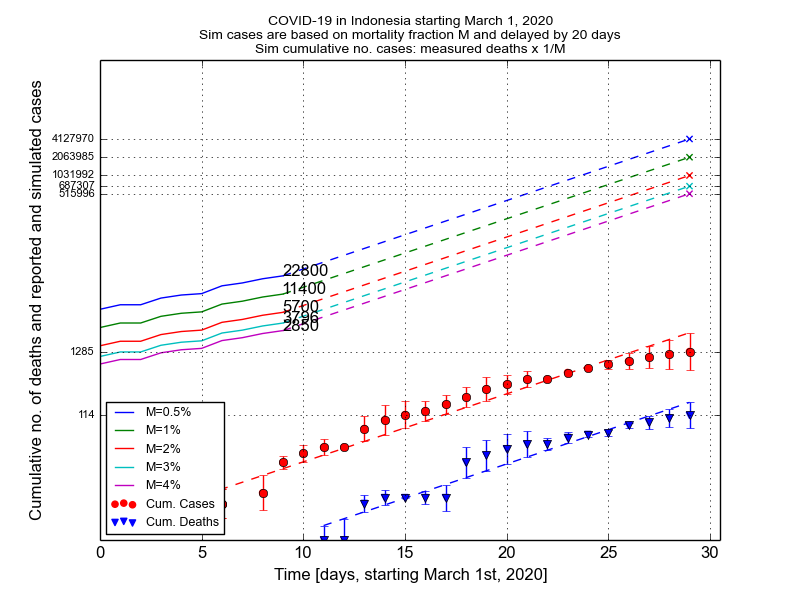 COVID-19 in Indonesia starting March 1, 2020
Sim cases are based on mortality fraction M and delayed by 20 days
Sim cumulative no. cases: measured deaths x 1/M
Cumulative no. of deaths and reported and simulated cases
4127970
2063985
1031992
687307
515996
1285
114
22800
11400
5700
3796
2850
M=0.5%
M=1%
M=2%
M=3%
M=4%
Cum. Cases
Cum. Deaths
0 5 10 15 20 25 30
Time [days, starting March 1st, 2020]